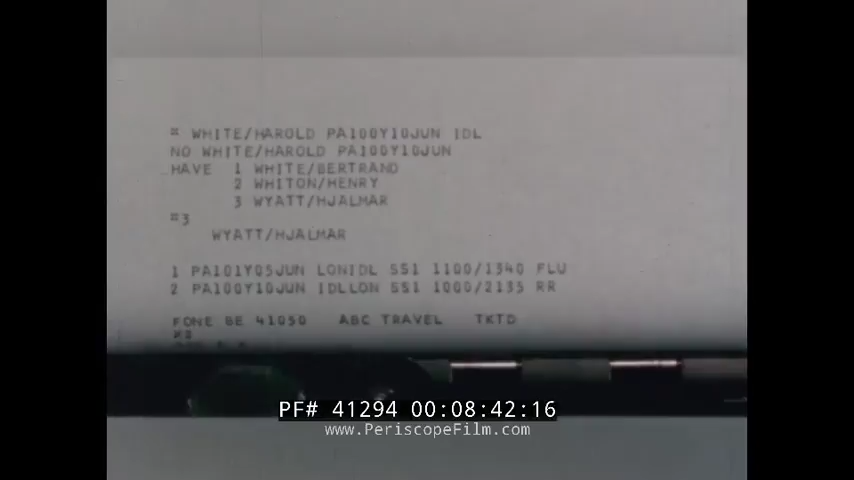 * WHITE/HAROLD PA100Y10JUN IDL
NO WHITE/HAROLD PA100Y10JUN
HAVE 1 WHITE/BERTRAND
2 WHITON/HENRY
3 WYATT/HJALMAR
*3
WYATT/HJALMAR
1 PA101Y05JUN LONIDL SS1 1100/1340 FLU
2 PA100Y10JUN IDLLON SS1 1000/2135 RR
FONE BE 41050 ABC TRAVEL TKTD
PF# 41294 00:08:42:16
www.PeriscopeFilm.com